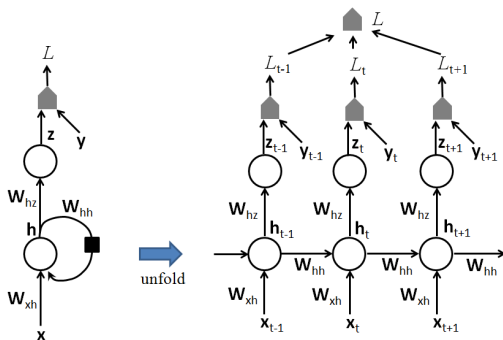 L
z
y
W_hz
h
W_hh
W_xh
x
unfold
L
L_t-1
L_t
L_t+1
z_t-1
y_t-1
z_t
y_t
z_t+1
y_t+1
W_hz
W_hz
W_hz
h_t-1
h_t
h_t+1
W_hh
W_hh
W_hh
W_xh
W_xh
W_xh
x_t-1
x_t
x_t+1